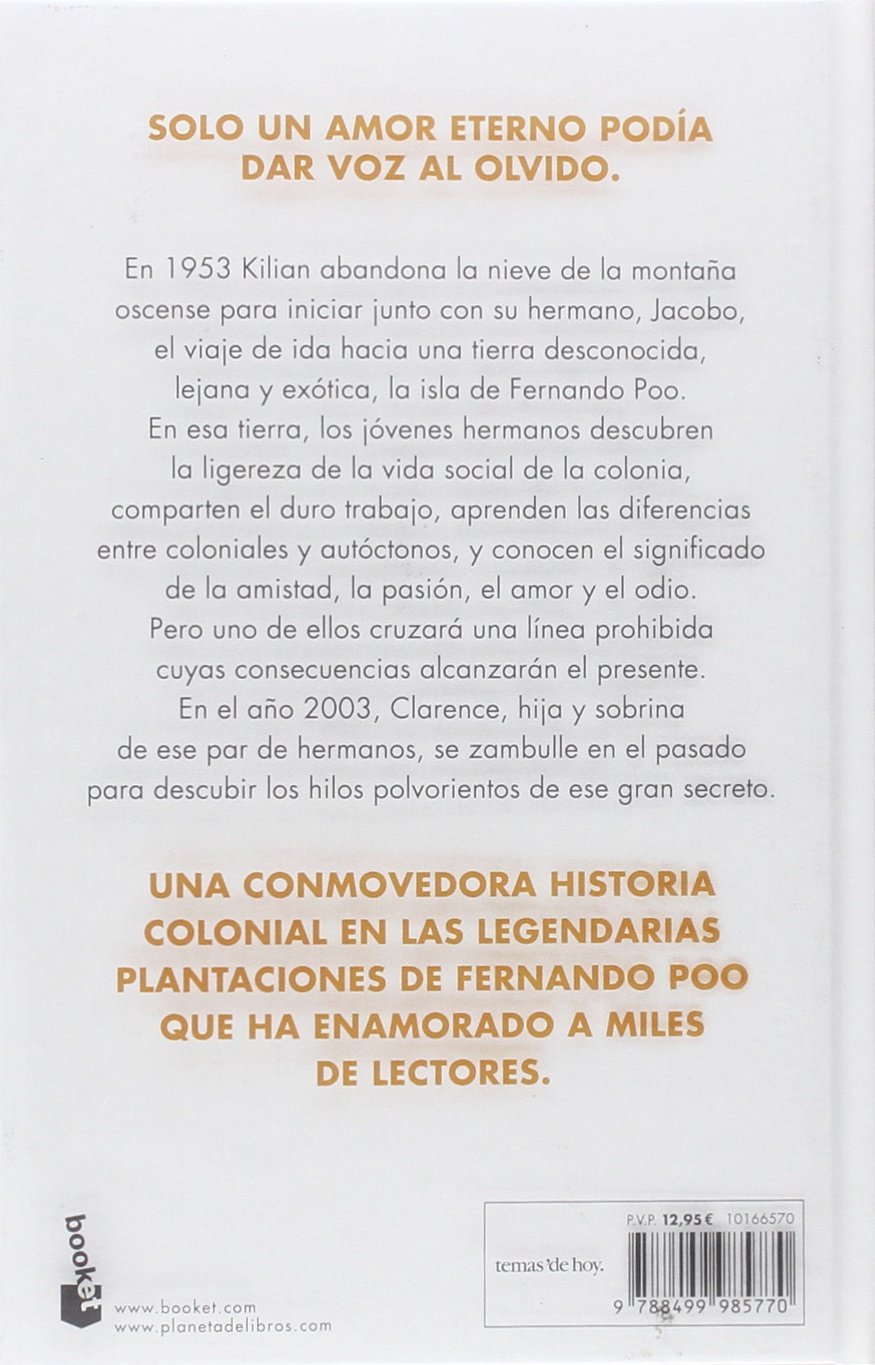 SOLO UN AMOR ETERNO PODÍA
DAR VOZ AL OLVIDO.
En 1953 Kilian abandona la nieve de la montaña
oscense para iniciar junto con su hermano, Jacobo,
el viaje de ida hacia una tierra desconocida,
lejana y exótica, la isla de Fernando Poo.
En esa tierra, los jóvenes hermanos descubren
la ligereza de la vida social de la colonia,
comparten el duro trabajo, aprenden las diferencias
entre coloniales y autóctonos, y conocen el significado
de la amistad, la pasión, el amor y el odio.
Pero uno de ellos cruzará una línea prohibida
cuyas consecuencias alcanzarán el presente.
En el año 2003, Clarence, hija y sobrina
de ese par de hermanos, se zambulle en el pasado
para descubir los hilos polvorientos de ese gran secreto.
UNA CONMOVEDORA HISTORIA
COLONIAL EN LAS LEGENDARIAS
PLANTACIONES DE FERNANDO POO
QUE HA ENAMORADO A MILES
DE LECTORES.
booket
www.booket.com
www.planetadelibros.com
temas'de hoy.
P.V.P. 12,95 € 10166570
9 788499 985770